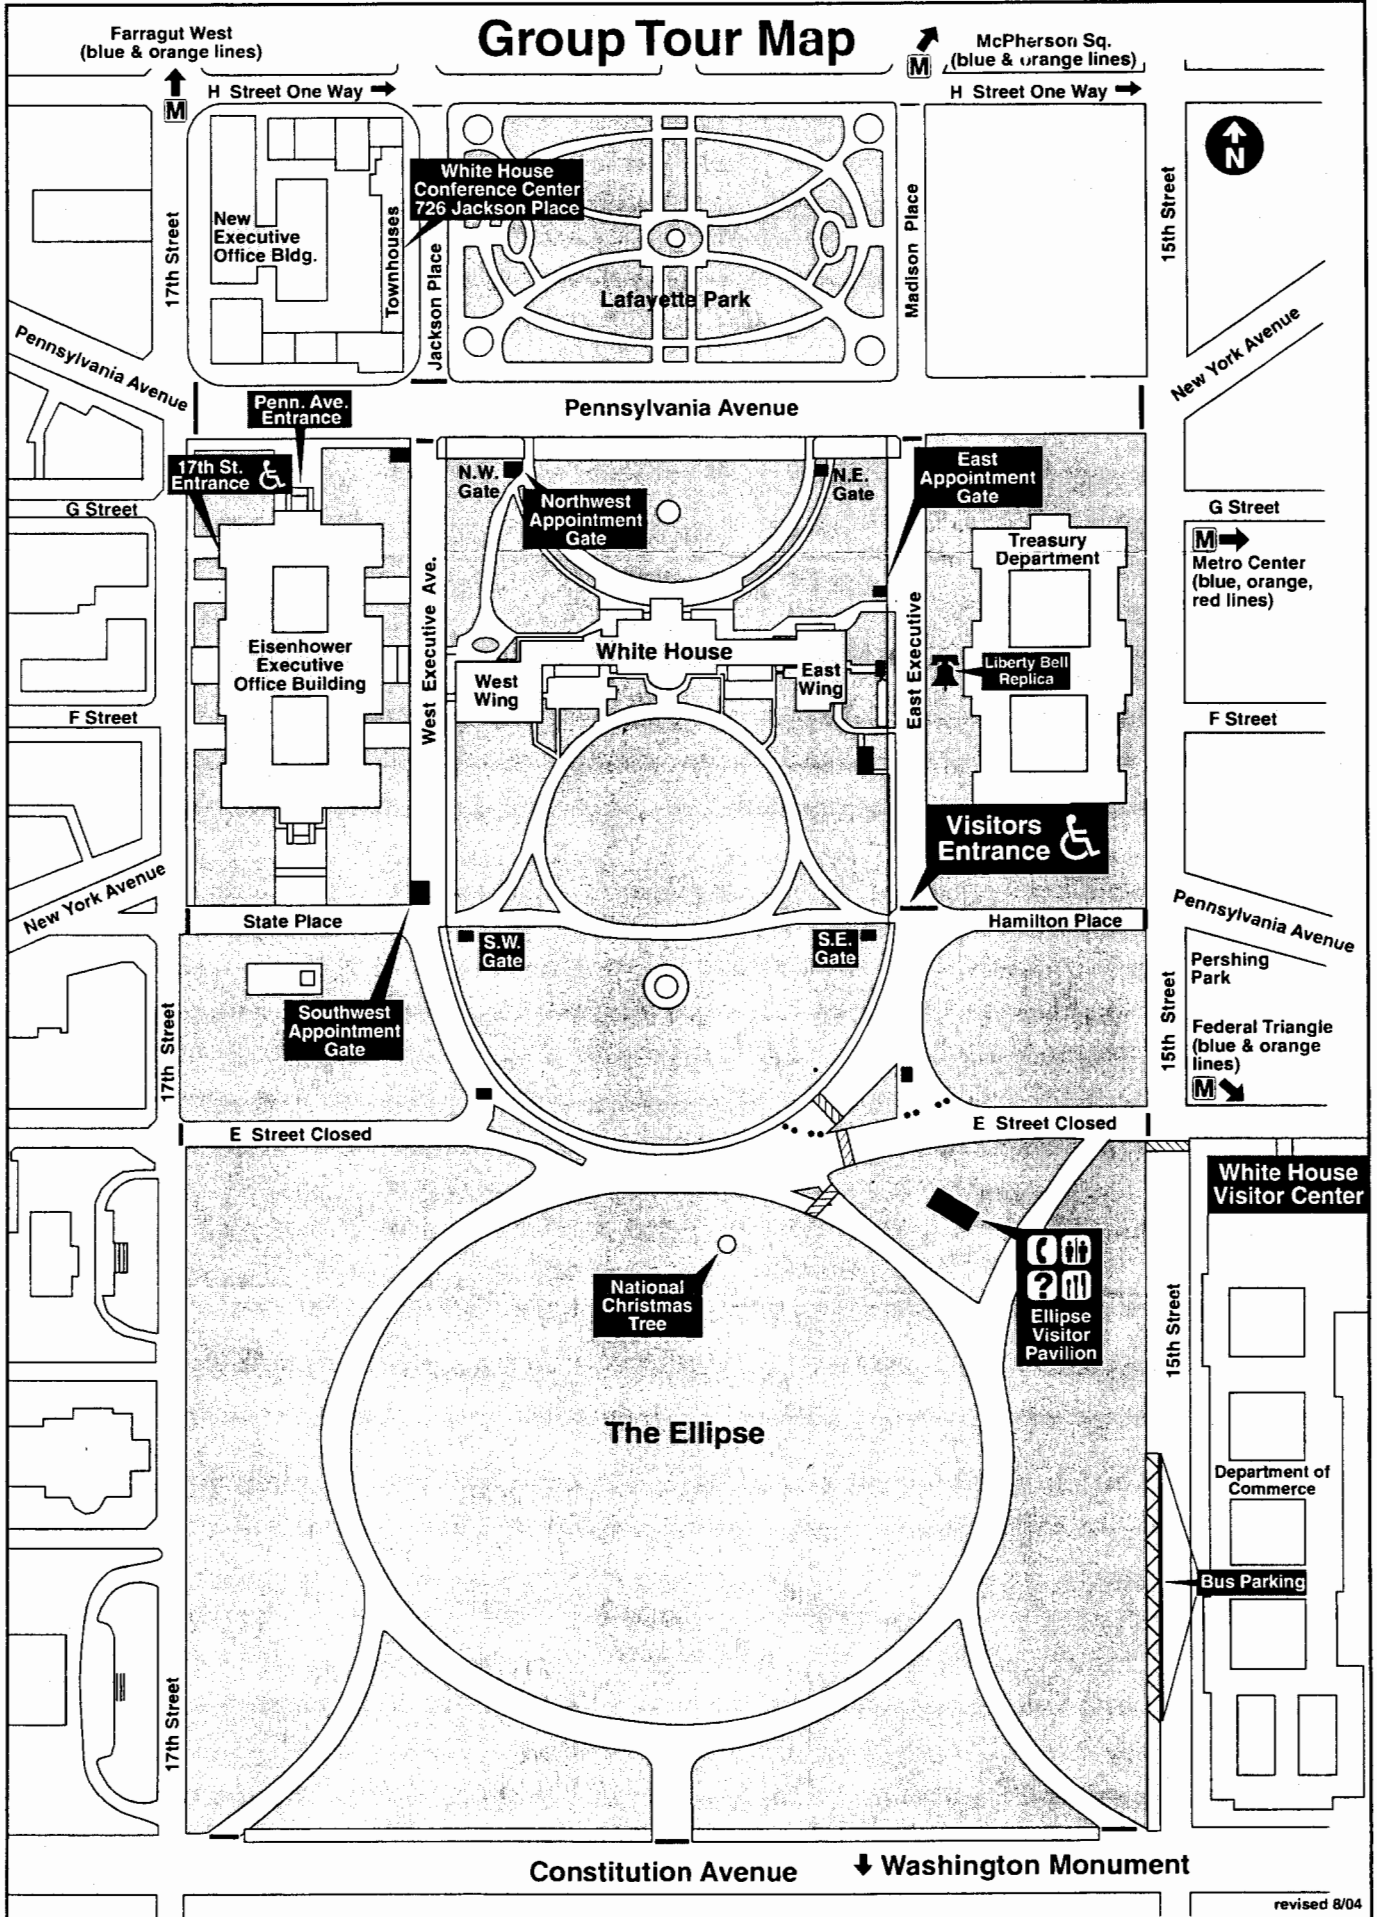 Group Tour Map
Farragut West
(blue & orange lines)
M
H Street One Way
McPherson Sq.
(blue & orange lines)
M
H Street One Way
N
White House
Conference Center
726 Jackson Place
New
Executive
Office Bldg.
Townhouses
Jackson Place
17th Street
Lafayette Park
Madison Place
15th Street
New York Avenue
Pennsylvania Avenue
Penn. Ave.
Entrance
Pennsylvania Avenue
17th St.
Entrance
N.W.
Gate
Northwest
Appointment
Gate
N.E.
Gate
East
Appointment
Gate
G Street
G Street
Treasury
Department
M
Metro Center
(blue, orange,
red lines)
West Executive Ave.
Eisenhower
Executive
Office Building
White House
West
Wing
East
Wing
East Executive
Liberty Bell
Replica
F Street
F Street
Visitors
Entrance
New York Avenue
State Place
Hamilton Place
Pennsylvania Avenue
S.W.
Gate
S.E.
Gate
Pershing
Park
Southwest
Appointment
Gate
17th Street
15th Street
Federal Triangle
(blue & orange
lines)
M
E Street Closed
E Street Closed
White House
Visitor Center
National
Christmas
Tree
?
Ellipse
Visitor
Pavilion
15th Street
The Ellipse
Department of
Commerce
Bus Parking
17th Street
Constitution Avenue
Washington Monument
revised 8/04